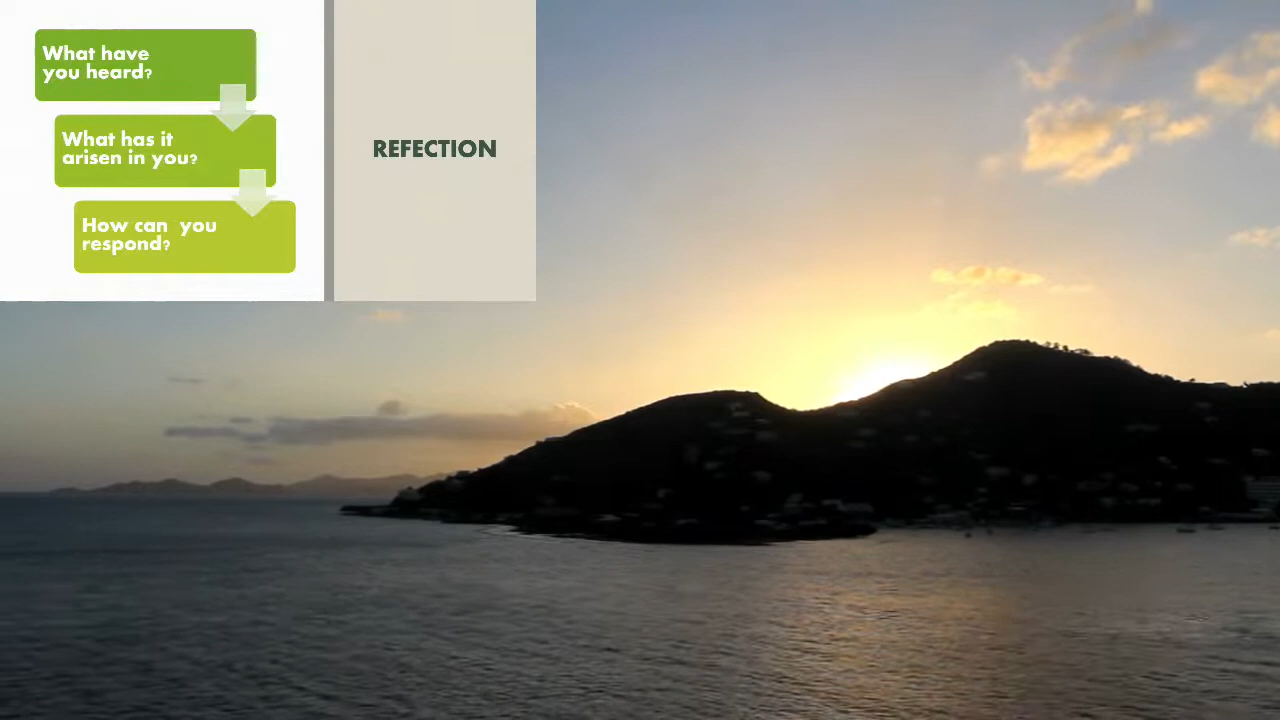 What have
you heard?
What has it
arisen in you?
How can  you
respond?
REFECTION